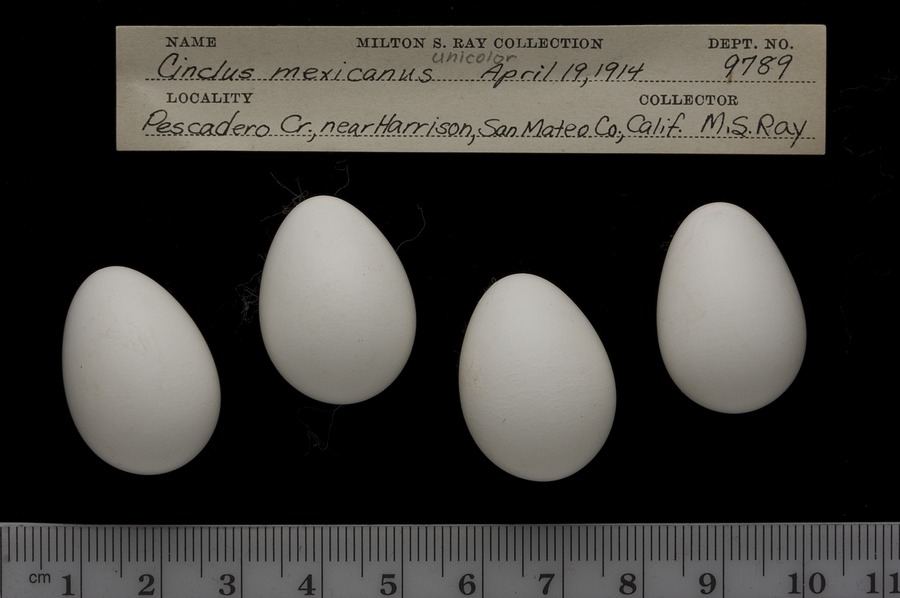 NAME MILTON S. RAY COLLECTION DEPT. NO.
unicolor
Cinclus mexicanus April 19, 1914 9789
LOCALITY COLLECTOR
Pescadero Cr., near Harrison, San Mateo Co., Calif. M.S. Ray
cm 1 2 3 4 5 6 7 8 9 10 11